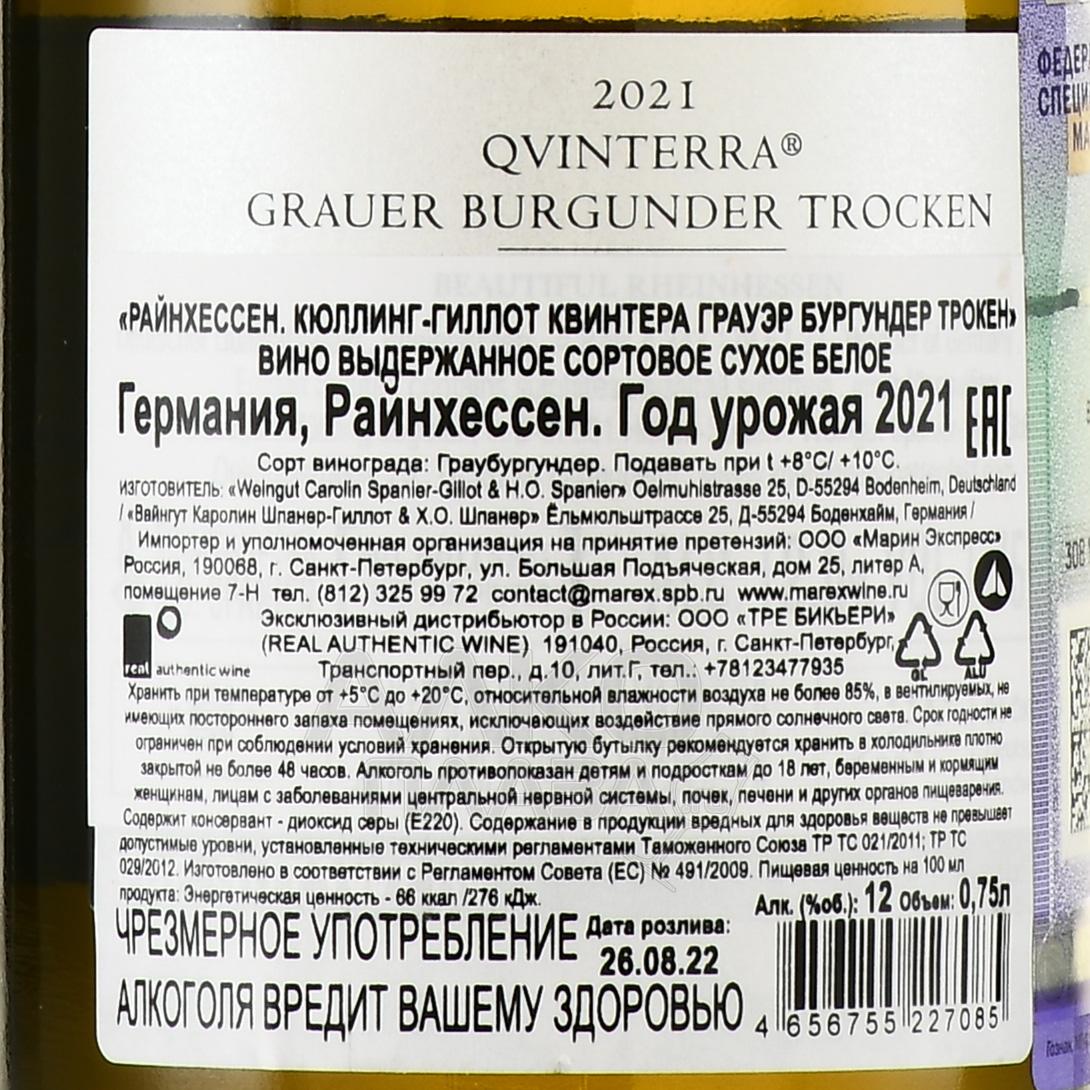 2021
QVINTERRA®
GRAUER BURGUNDER TROCKEN
BEAUTIFUL RHEINHESSEN
«РАЙНХЕССЕН. КЮЛЛИНГ-ГИЛЛОТ КВИНТЕРА ГРАУЭР БУРГУНДЕР ТРОКЕН»
ВИНО ВЫДЕРЖАННОЕ СОРТОВОЕ СУХОЕ БЕЛОЕ
Германия, Райнхессен. Год урожая 2021 EAC
Сорт винограда: Граубургундер. Подавать при t +8°C/ +10°C.
ИЗГОТОВИТЕЛЬ: «Weingut Carolin Spanier-Gillot & H.O. Spanier» Oelmuhlstrasse 25, D-55294 Bodenheim, Deutschland
/ «Вайнгут Каролин Шпанер-Гиллот & Х.О. Шпанер» Ёльмюльштрассе 25, Д-55294 Боденхайм, Германия /
Импортер и уполномоченная организация на принятие претензий: ООО «Марин Экспресс»
Россия, 190068, г. Санкт-Петербург, ул. Большая Подъяческая, дом 25, литер А,
помещение 7-Н тел. (812) 325 99 72 contact@marex.spb.ru www.marexwine.ru
Эксклюзивный дистрибьютор в России: ООО «ТРЕ БИКЬЕРИ»
(REAL AUTHENTIC WINE) 191040, Россия, г. Санкт-Петербург,
real authentic wine Транспортный пер., д.10, лит.Г, тел.: +78123477935
GL ALU
Хранить при температуре от +5°C до +20°C, относительной влажности воздуха не более 85%, в вентилируемых, не
имеющих постороннего запаха помещениях, исключающих воздействие прямого солнечного света. Срок годности не
ограничен при соблюдении условий хранения. Открытую бутылку рекомендуется хранить в холодильнике плотно
закрытой не более 48 часов. Алкоголь противопоказан детям и подросткам до 18 лет, беременным и кормящим
женщинам, лицам с заболеваниями центральной нервной системы, почек, печени и других органов пищеварения.
Содержит консервант - диоксид серы (Е220). Содержание в продукции вредных для здоровья веществ не превышает
допустимые уровни, установленные техническими регламентами Таможенного Союза ТР ТС 021/2011; ТР ТС
029/2012. Изготовлено в соответствии с Регламентом Совета (ЕС) № 491/2009. Пищевая ценность на 100 мл
продукта: Энергетическая ценность - 66 ккал /276 кДж.
Алк. (%об.): 12 Объем: 0,75л
ЧРЕЗМЕРНОЕ УПОТРЕБЛЕНИЕ
АЛКОГОЛЯ ВРЕДИТ ВАШЕМУ ЗДОРОВЬЮ
Дата розлива:
26.08.22
4 656755 227085